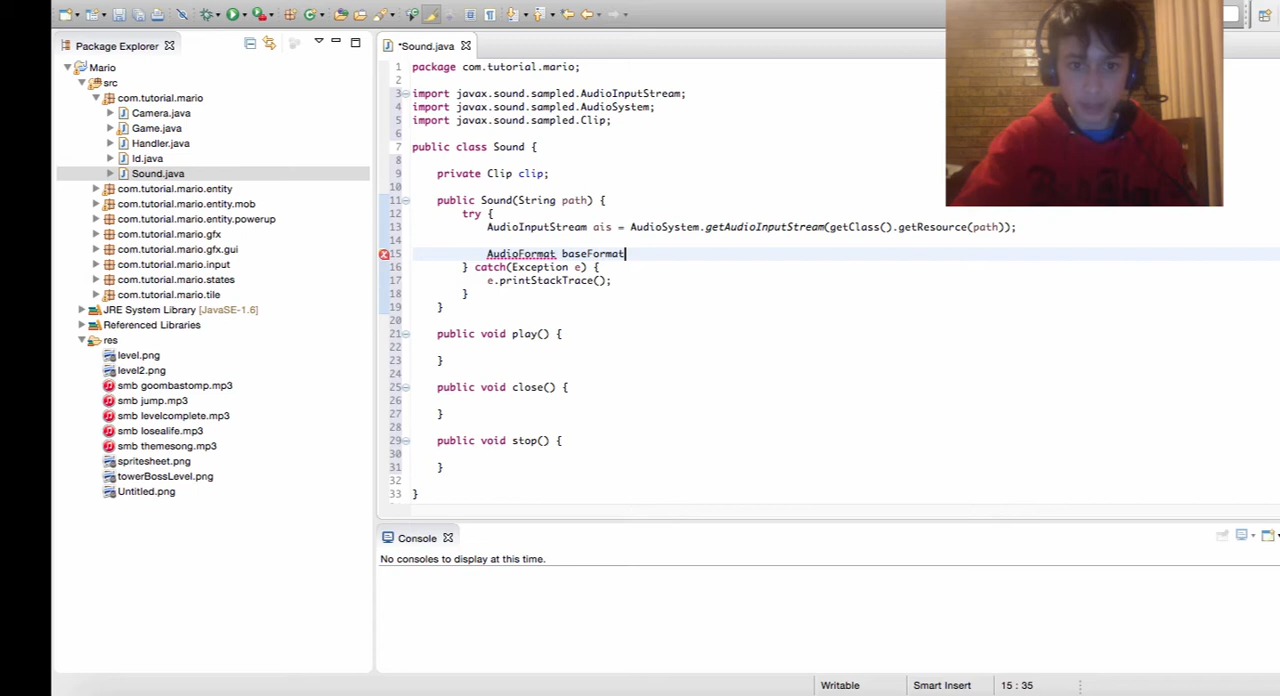 Package Explorer
Mario
src
com.tutorial.mario
Camera.java
Game.java
Handler.java
Id.java
Sound.java
com.tutorial.mario.entity
com.tutorial.mario.entity.mob
com.tutorial.mario.entity.powerup
com.tutorial.mario.gfx
com.tutorial.mario.gfx.gui
com.tutorial.mario.input
com.tutorial.mario.states
com.tutorial.mario.tile
JRE System Library [JavaSE-1.6]
Referenced Libraries
res
level.png
level2.png
smb goombastomp.mp3
smb jump.mp3
smb levelcomplete.mp3
smb losealife.mp3
smb themesong.mp3
spritesheet.png
towerBossLevel.png
Untitled.png
*Sound.java
1 package com.tutorial.mario;
2
3 import javax.sound.sampled.AudioInputStream;
4 import javax.sound.sampled.AudioSystem;
5 import javax.sound.sampled.Clip;
6
7 public class Sound {
8
9 private Clip clip;
10
11 public Sound(String path) {
12 try {
13 AudioInputStream ais = AudioSystem.getAudioInputStream(getClass().getResource(path));
14
15 AudioFormat baseFormat
16 } catch(Exception e) {
17 e.printStackTrace();
18 }
19 }
20
21 public void play() {
22
23 }
24
25 public void close() {
26
27 }
28
29 public void stop() {
30
31 }
32
33 }
Console
No consoles to display at this time.
Writable Smart Insert 15 : 35